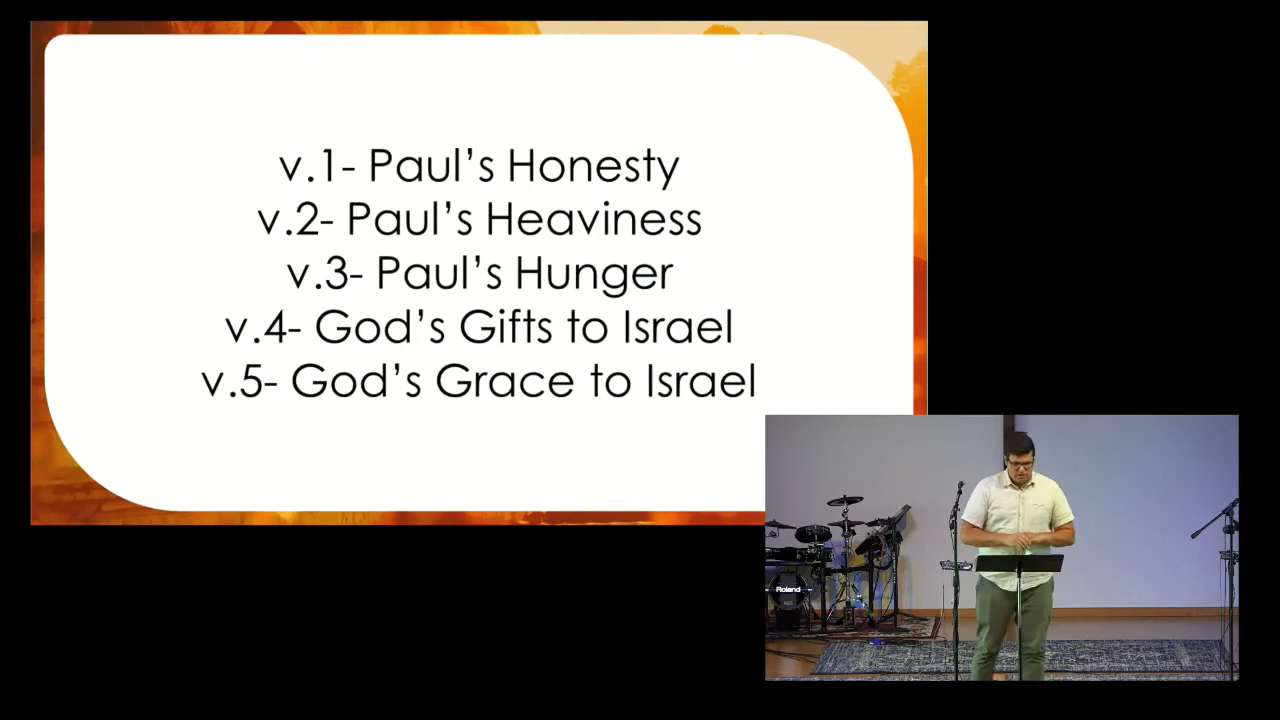 v.1- Paul’s Honesty
v.2- Paul’s Heaviness
v.3- Paul’s Hunger
v.4- God’s Gifts to Israel
v.5- God’s Grace to Israel
Roland